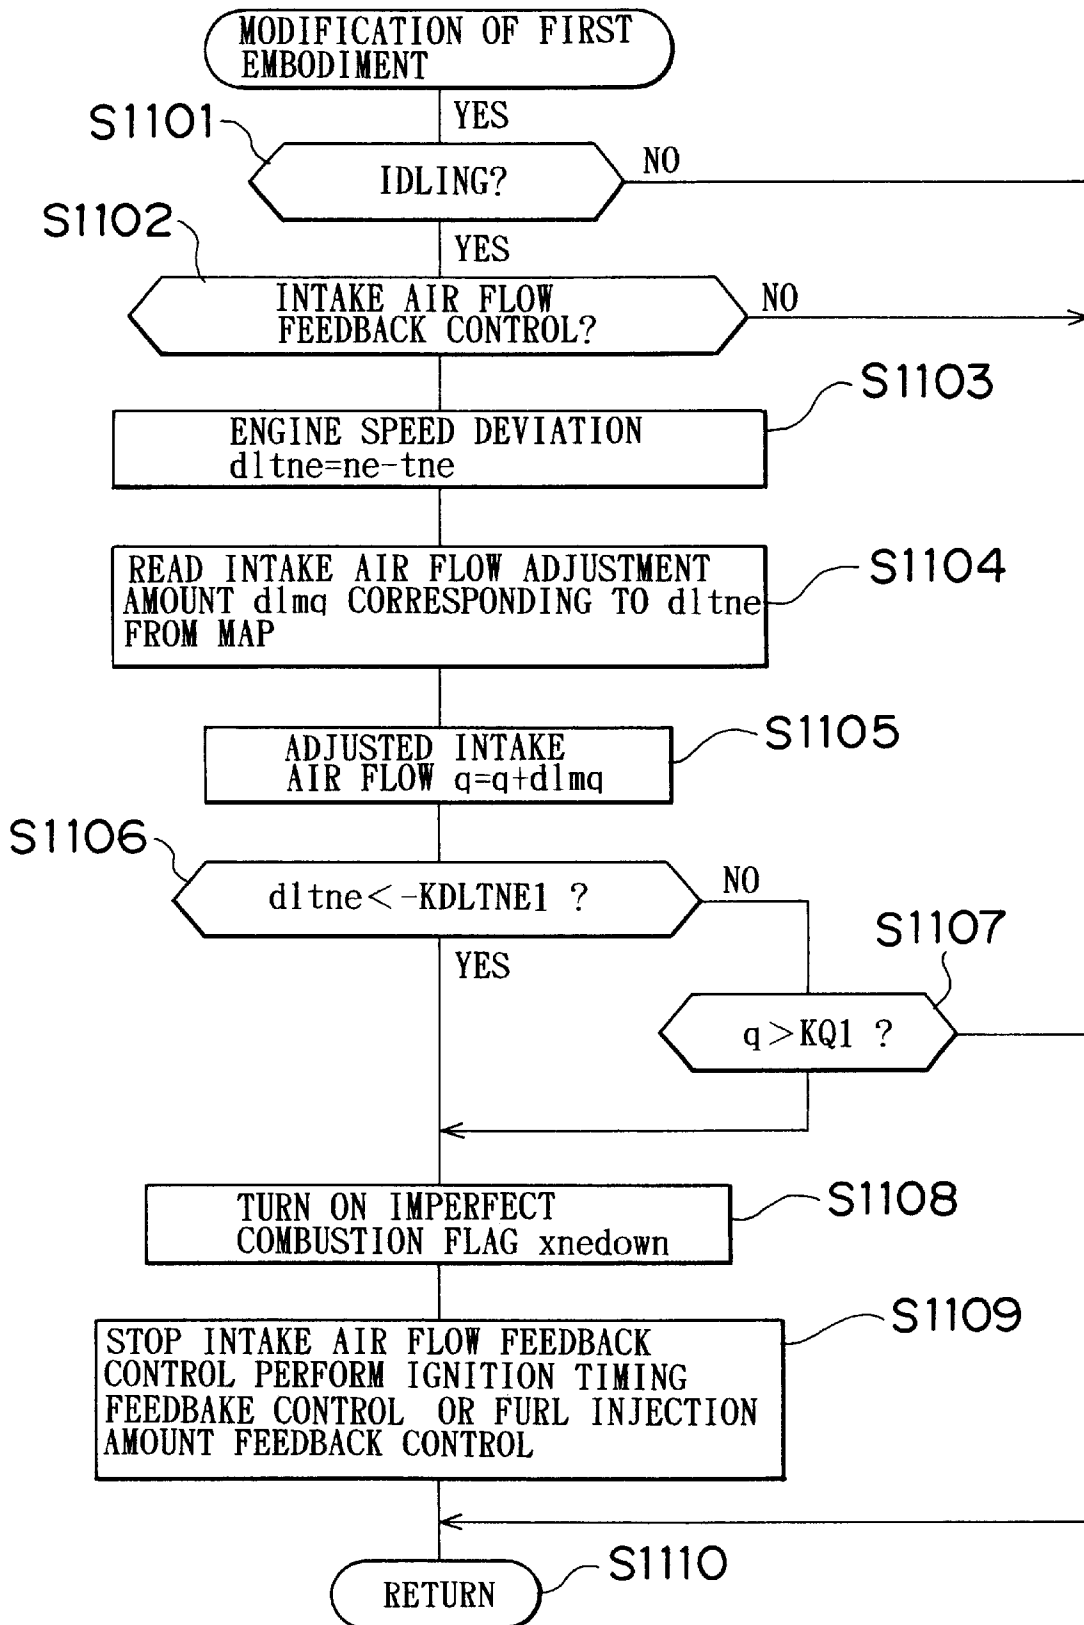 MODIFICATION OF FIRST
EMBODIMENT
YES
S1101
IDLING?
NO
S1102
YES
INTAKE AIR FLOW
FEEDBACK CONTROL?
NO
S1103
ENGINE SPEED DEVIATION
dltne=ne-tne
S1104
READ INTAKE AIR FLOW ADJUSTMENT
AMOUNT dlmq CORRESPONDING TO dltne
FROM MAP
S1105
ADJUSTED INTAKE
AIR FLOW q=q+dlmq
S1106
dltne<-KDLTNE1 ?
NO
YES
S1107
q>KQ1 ?
S1108
TURN ON IMPERFECT
COMBUSTION FLAG xnedown
S1109
STOP INTAKE AIR FLOW FEEDBACK
CONTROL PERFORM IGNITION TIMING
FEEDBAKE CONTROL OR FURL INJECTION
AMOUNT FEEDBACK CONTROL
S1110
RETURN